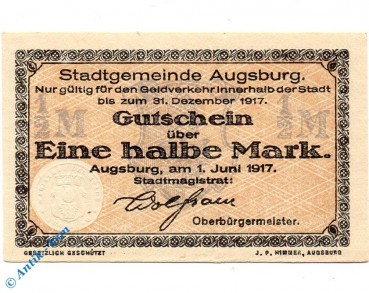 Stadtgemeinde Augsburg.
Nur gültig für den Geldverkehr innerhalb der Stadt
bis zum 31. Dezember 1917.
Gutschein
über
1/2 M
1/2 M
Eine halbe Mark.
Augsburg, am 1. Juni 1917.
Stadtmagistrat:
Wolfram
Oberbürgermeister.
GESETZLICH GESCHÜTZT
J. P. HIMMER, AUGSBURG